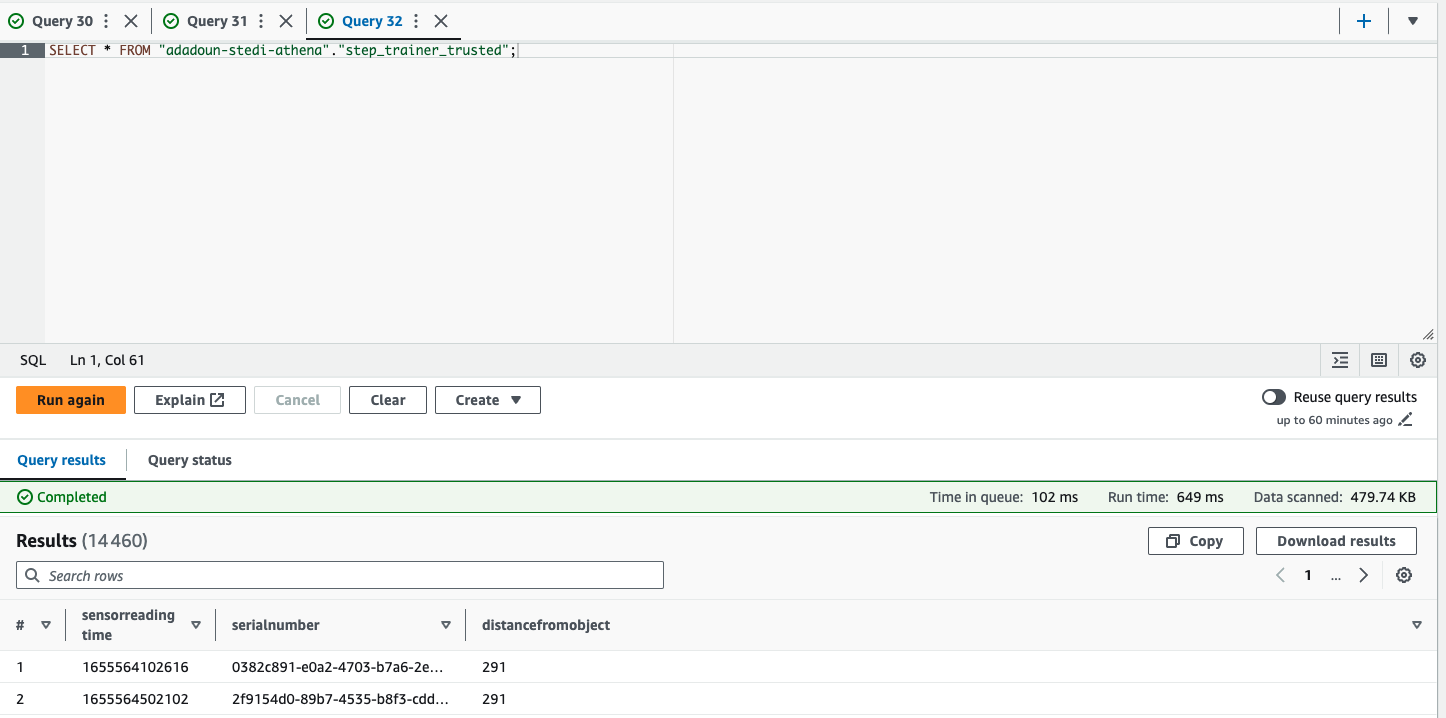 Query 30 Query 31 Query 32
1 SELECT * FROM "adadoun-stedi-athena"."step_trainer_trusted";
SQL Ln 1, Col 61
Run again Explain Cancel Clear Create Reuse query results
up to 60 minutes ago
Query results Query status
Completed Time in queue: 102 ms Run time: 649 ms Data scanned: 479.74 KB
Results (14 460) Copy Download results
Search rows 1 ...
# sensorreading
time serialnumber distancefromobject
1 1655564102616 0382c891-e0a2-4703-b7a6-2e... 291
2 1655564502102 2f9154d0-89b7-4535-b8f3-cdd... 291